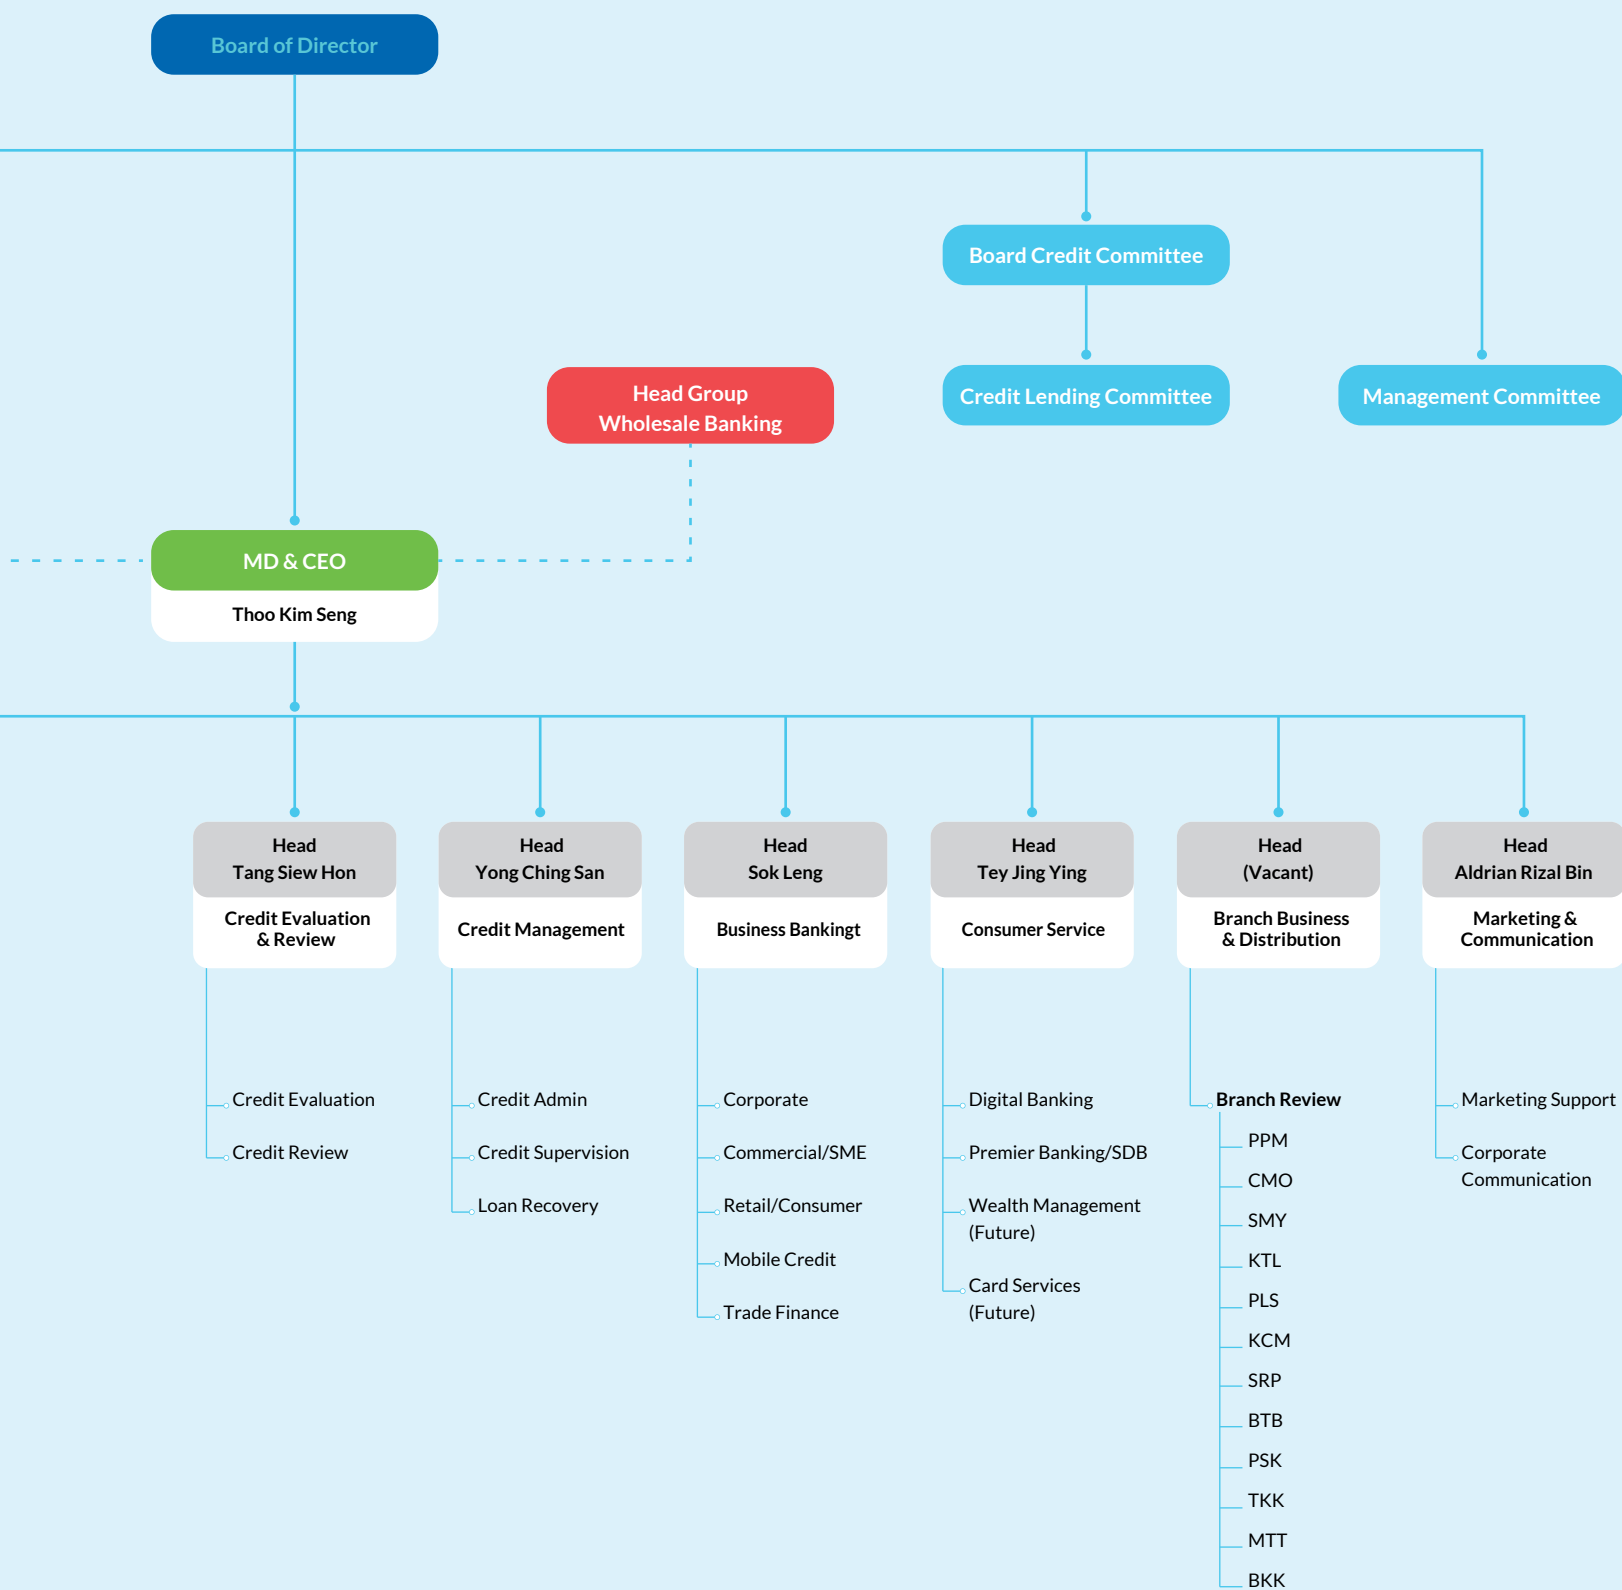 Board of Director
Board Credit Committee
Head Group
Wholesale Banking
Credit Lending Committee
Management Committee
MD & CEO
Thoo Kim Seng
Head
Tang Siew Hon
Credit Evaluation
& Review
Credit Evaluation
Credit Review
Head
Yong Ching San
Credit Management
Credit Admin
Credit Supervision
Loan Recovery
Head
Sok Leng
Business Bankingt
Corporate
Commercial/SME
Retail/Consumer
Mobile Credit
Trade Finance
Head
Tey Jing Ying
Consumer Service
Digital Banking
Premier Banking/SDB
Wealth Management
(Future)
Card Services
(Future)
Head
(Vacant)
Branch Business
& Distribution
Branch Review
PPM
CMO
SMY
KTL
PLS
KCM
SRP
BTB
PSK
TKK
MTT
BKK
Head
Aldrian Rizal Bin
Marketing &
Communication
Marketing Support
Corporate
Communication